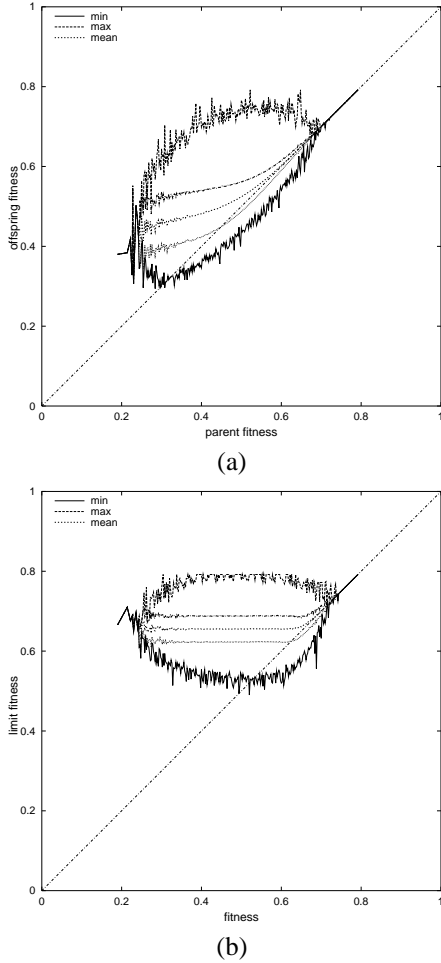 1
min
max
mean
0.8
0.6
offspring fitness
0.4
0.2
0
0 0.2 0.4 0.6 0.8 1
parent fitness
(a)
1
min
max
mean
0.8
0.6
limit fitness
0.4
0.2
0
0 0.2 0.4 0.6 0.8 1
fitness
(b)